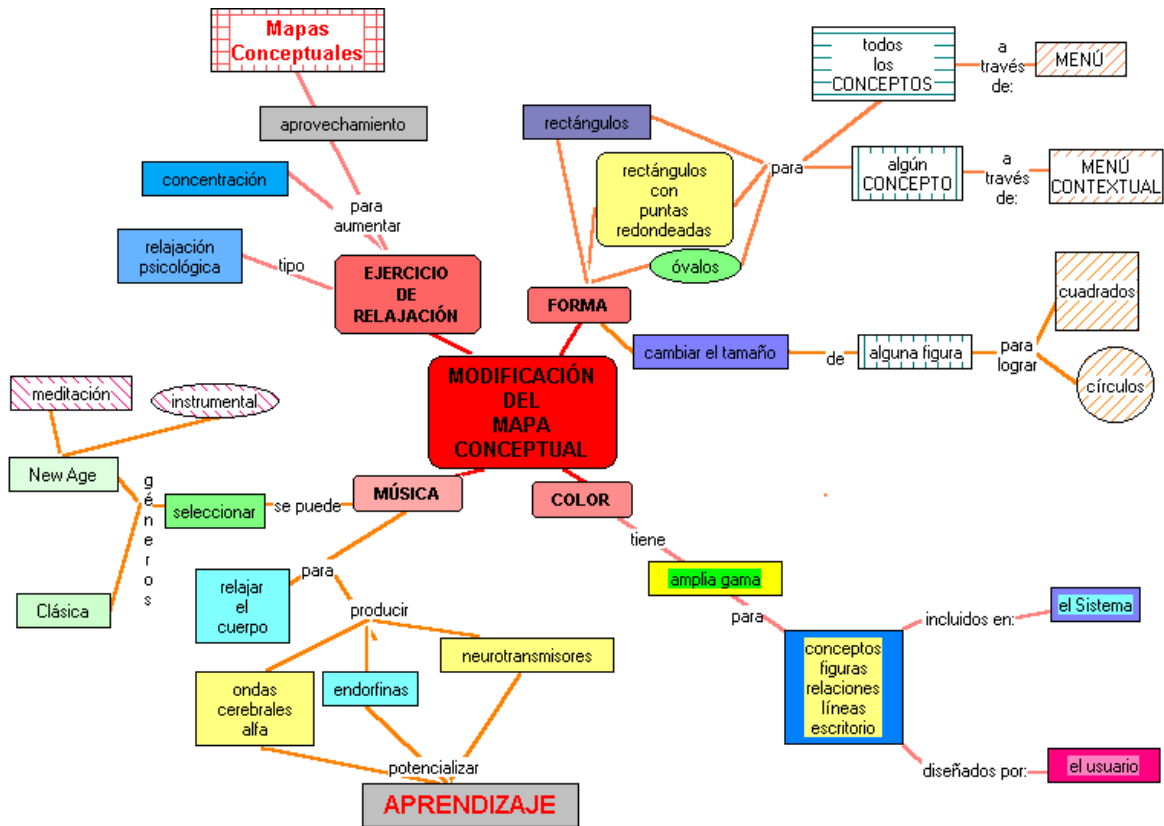 Mapas
Conceptuales
aprovechamiento
concentración
para
aumentar
relajación
psicológica
tipo
EJERCICIO
DE
RELAJACIÓN
rectángulos
rectángulos
con
puntas
redondeadas
óvalos
para
todos
los
CONCEPTOS
a
través
de:
MENÚ
algún
CONCEPTO
a
través
de:
MENÚ
CONTEXTUAL
FORMA
cambiar el tamaño
de
alguna figura
para
lograr
cuadrados
círculos
MODIFICACIÓN
DEL
MAPA
CONCEPTUAL
meditación
instrumental
New Age
géneros
seleccionar
se puede
MÚSICA
Clásica
para
relajar
el
cuerpo
producir
neurotransmisores
ondas
cerebrales
alfa
endorfinas
potencializar
APRENDIZAJE
COLOR
tiene
amplia gama
para
conceptos
figuras
relaciones
líneas
escritorio
incluidos en:
el Sistema
diseñados por:
el usuario